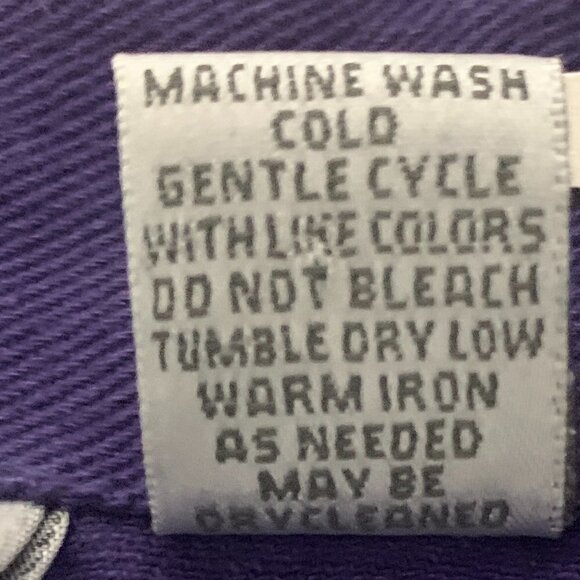 MACHINE WASH
COLD
GENTLE CYCLE
WITH LIKE COLORS
DO NOT BLEACH
TUMBLE DRY LOW
WARM IRON
AS NEEDED
MAY BE
DRYCLEANED